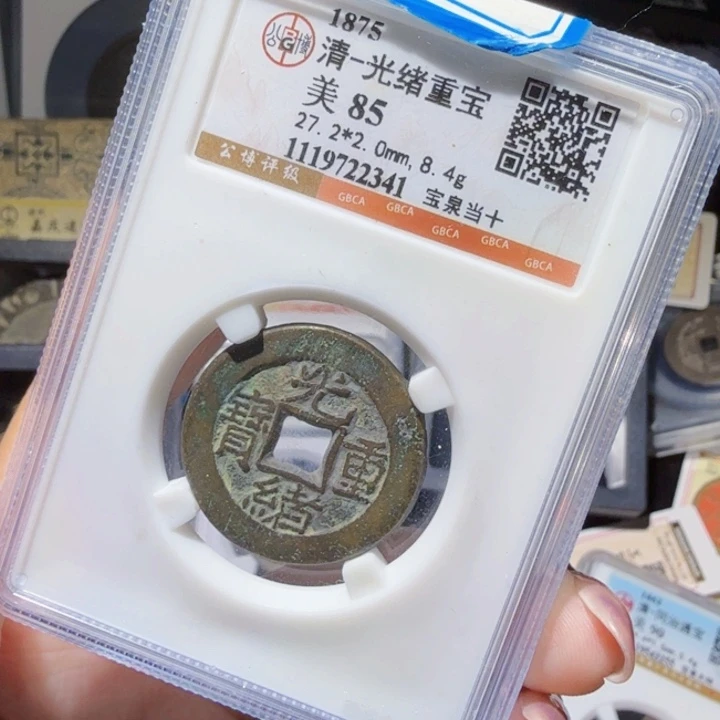 1875
清-光绪重宝
美 85
27.2*2.0mm, 8.4g
1119722341 宝泉当十
公博评级
GBCA
GBCA
GBCA
GBCA
GBCA
光
寶 重
緒